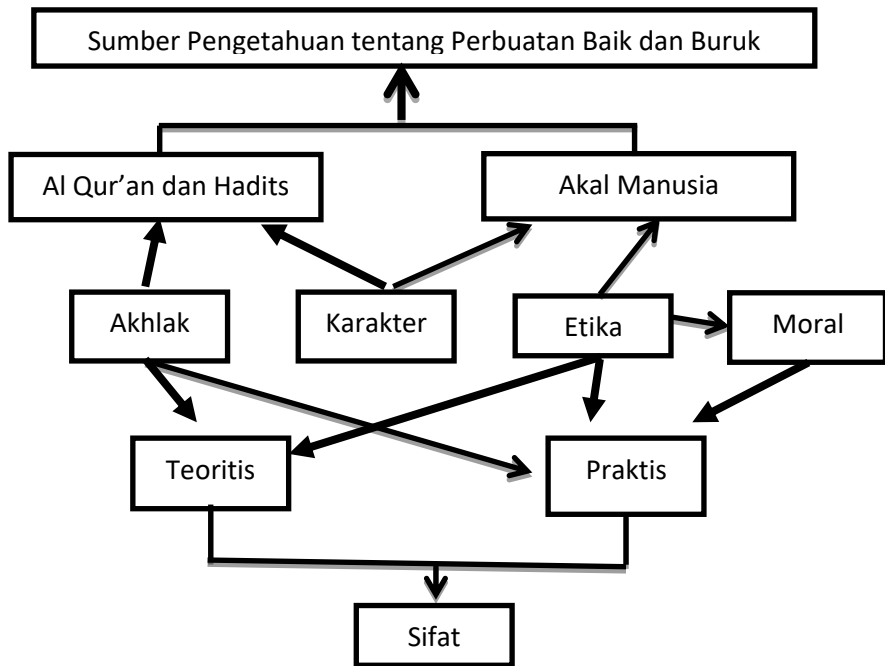 Sumber Pengetahuan tentang Perbuatan Baik dan Buruk
Al Qur’an dan Hadits
Akal Manusia
Akhlak
Karakter
Etika
Moral
Teoritis
Praktis
Sifat